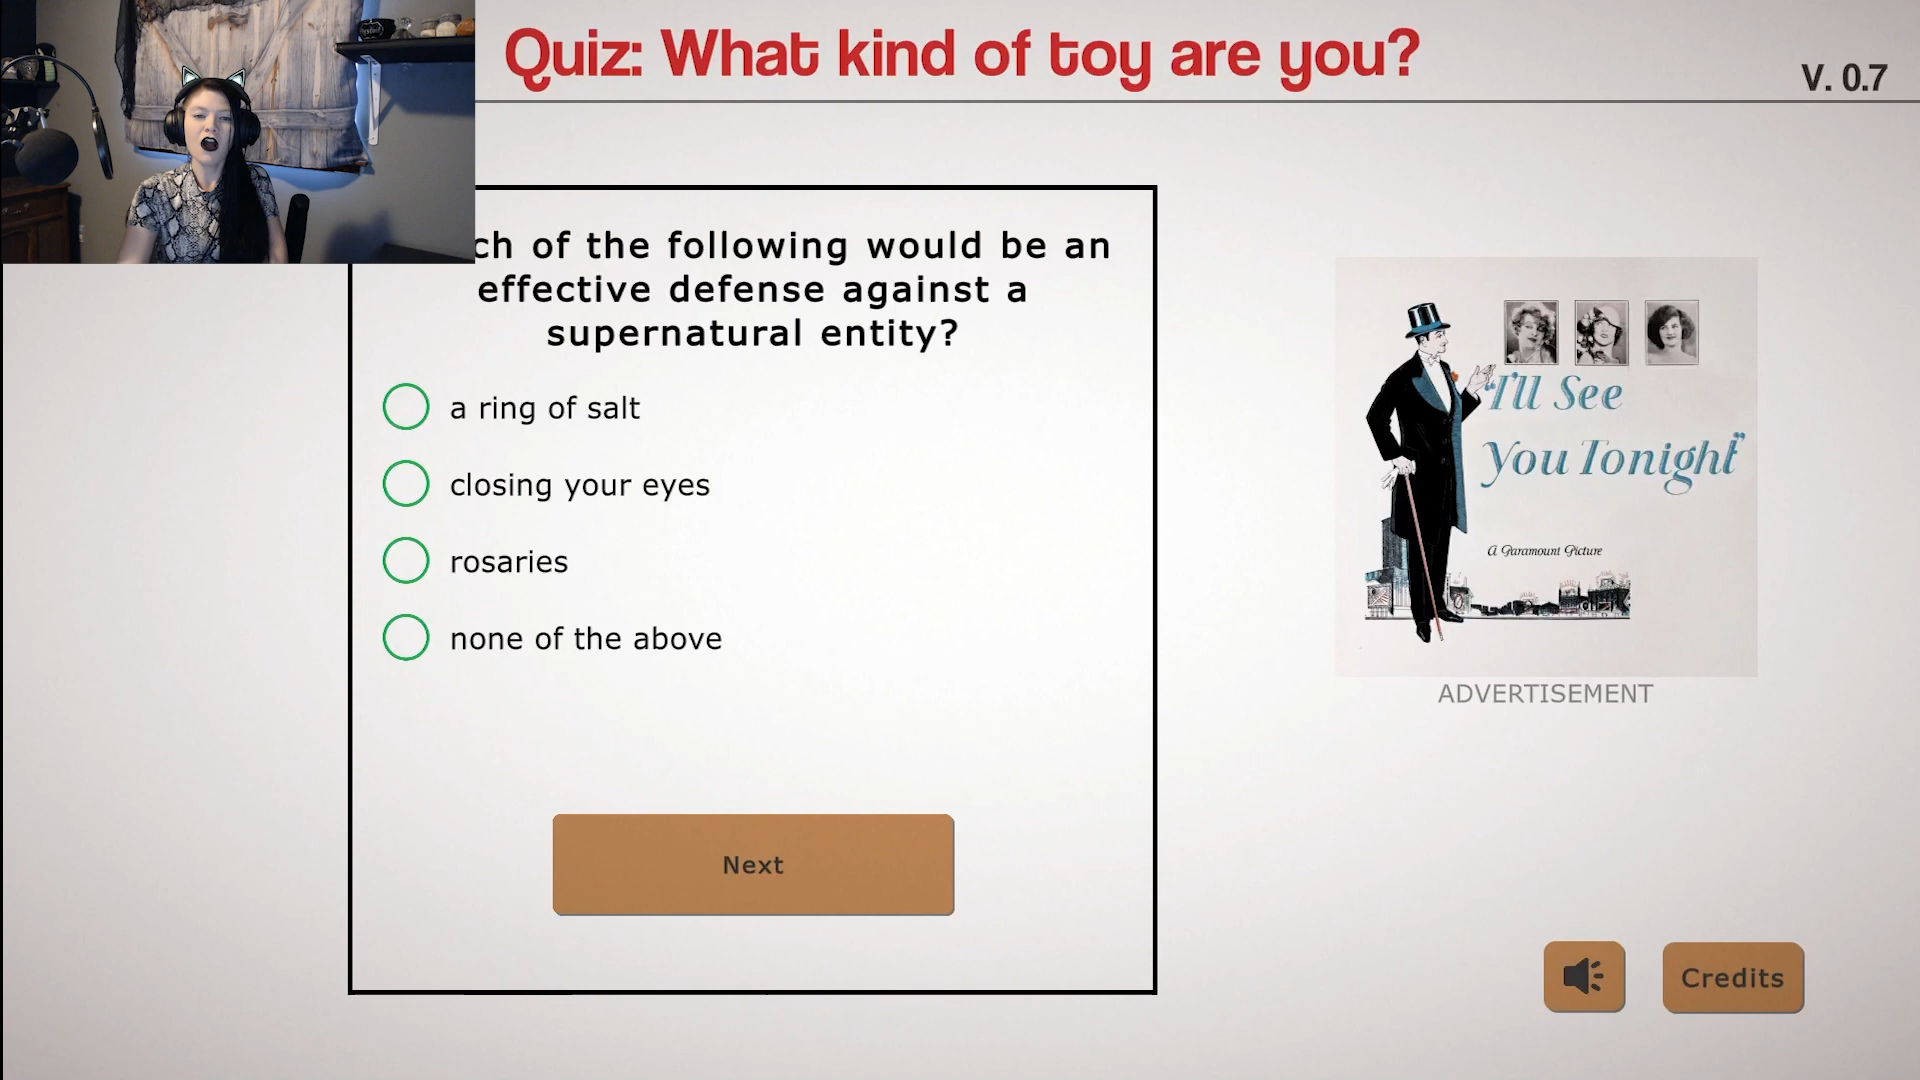 Quiz: What kind of toy are you?
V. 0.7
ch of the following would be an
effective defense against a
supernatural entity?
a ring of salt
closing your eyes
rosaries
none of the above
Next
"I'll See
You Tonight"
A Paramount Picture
ADVERTISEMENT
Credits